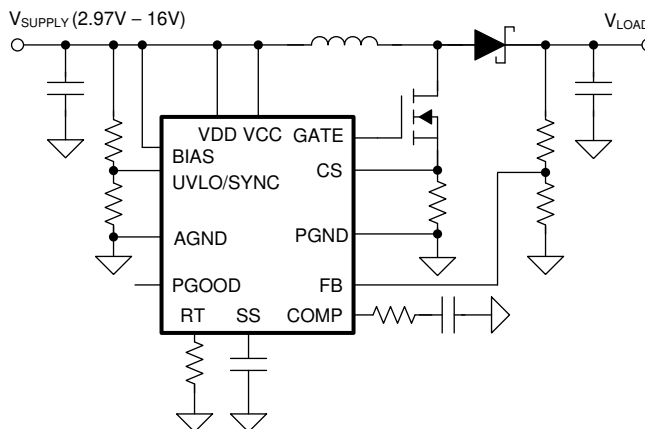 VSUPPLY (2.97V – 16V)
VLOAD
VDD VCC GATE
BIAS
UVLO/SYNC
CS
AGND
PGND
PGOOD
FB
RT SS COMP